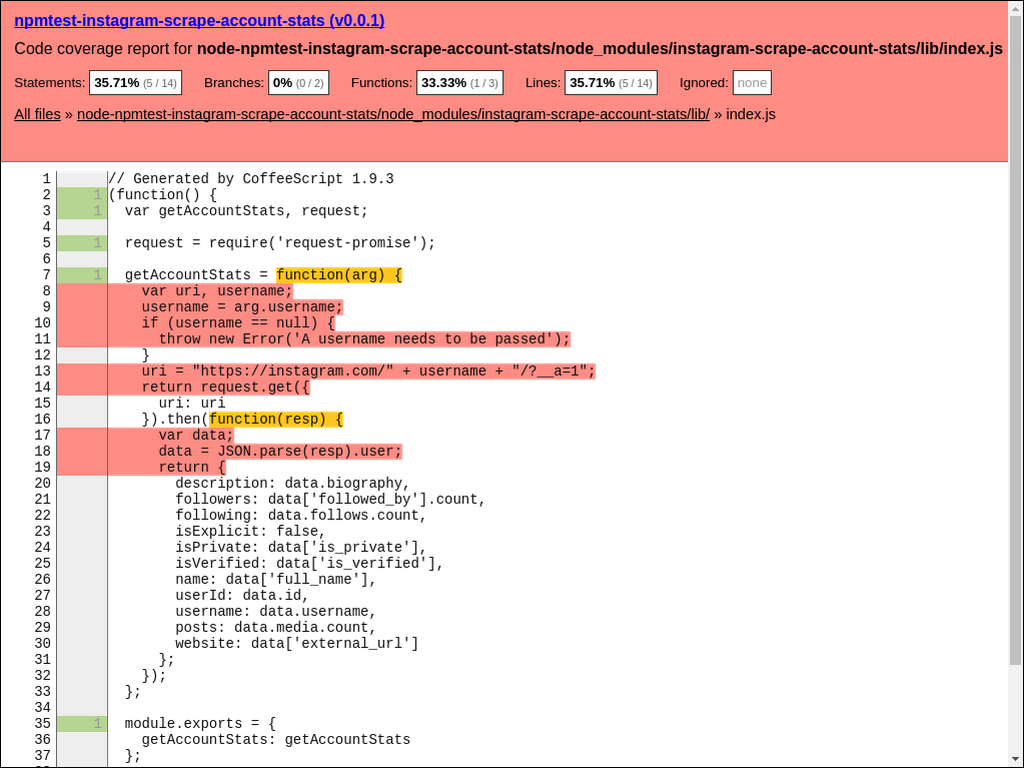 npmtest-instagram-scrape-account-stats (v0.0.1)
Code coverage report for node-npmtest-instagram-scrape-account-stats/node_modules/instagram-scrape-account-stats/lib/index.js
Statements: 35.71% (5 / 14) Branches: 0% (0 / 2) Functions: 33.33% (1 / 3) Lines: 35.71% (5 / 14) Ignored: none
All files » node-npmtest-instagram-scrape-account-stats/node_modules/instagram-scrape-account-stats/lib/ » index.js
1 // Generated by CoffeeScript 1.9.3
2 1 (function() {
3 1   var getAccountStats, request;
4
5 1   request = require('request-promise');
6
7 1   getAccountStats = function(arg) {
8     var uri, username;
9     username = arg.username;
10     if (username == null) {
11       throw new Error('A username needs to be passed');
12     }
13     uri = "https://instagram.com/" + username + "/?__a=1";
14     return request.get({
15       uri: uri
16     }).then(function(resp) {
17       var data;
18       data = JSON.parse(resp).user;
19       return {
20         description: data.biography,
21         followers: data['followed_by'].count,
22         following: data.follows.count,
23         isExplicit: false,
24         isPrivate: data['is_private'],
25         isVerified: data['is_verified'],
26         name: data['full_name'],
27         userId: data.id,
28         username: data.username,
29         posts: data.media.count,
30         website: data['external_url']
31       };
32     });
33   };
34
35 1   module.exports = {
36     getAccountStats: getAccountStats
37   };